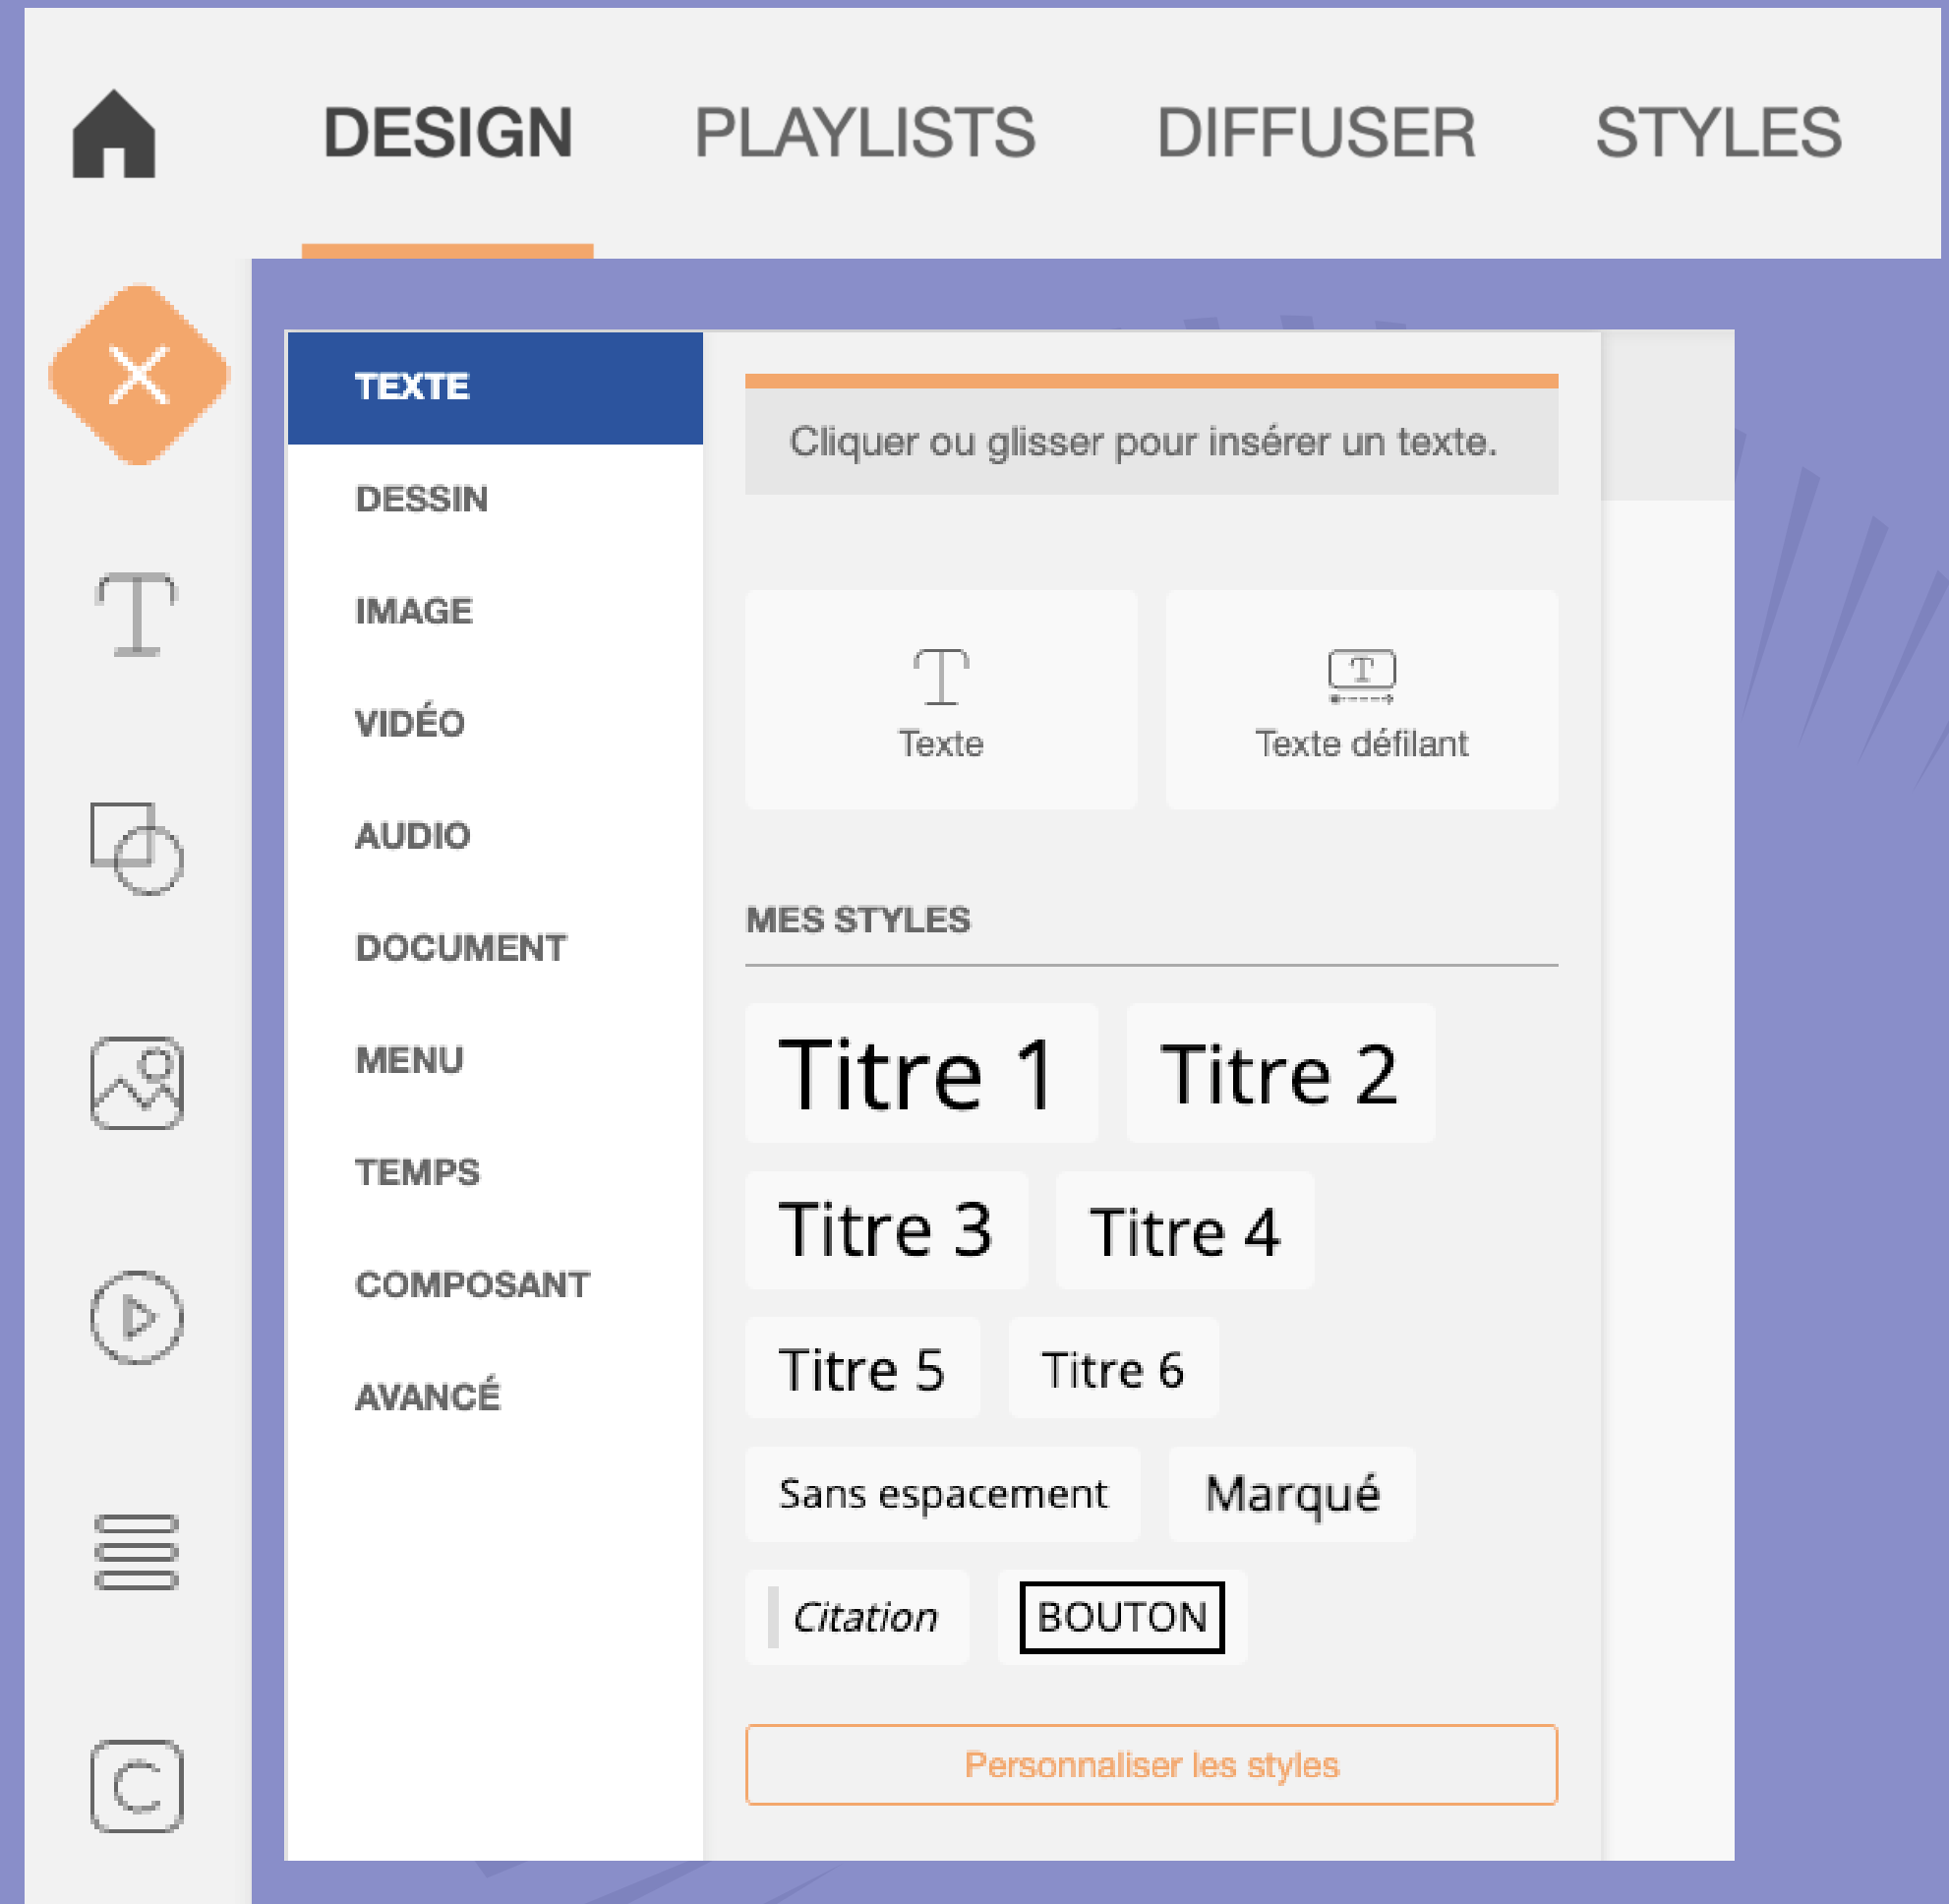 DESIGN PLAYLISTS DIFFUSER STYLES
TEXTE
DESSIN
IMAGE
VIDÉO
AUDIO
DOCUMENT
MENU
TEMPS
COMPOSANT
AVANCÉ
Cliquer ou glisser pour insérer un texte.
T T
Texte Texte défilant
MES STYLES
Titre 1 Titre 2
Titre 3 Titre 4
Titre 5 Titre 6
Sans espacement Marqué
Citation BOUTON
Personnaliser les styles
T
C